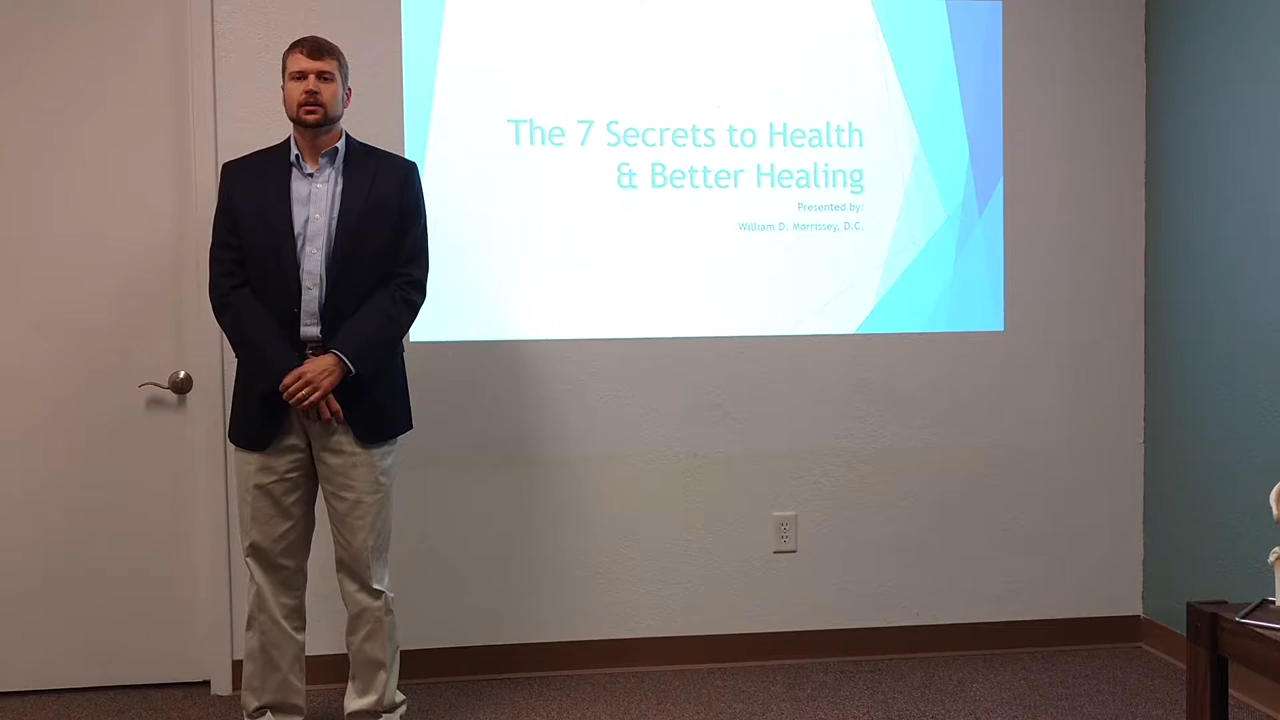 The 7 Secrets to Health
& Better Healing
Presented by:
William D. Morrissey, D.C.